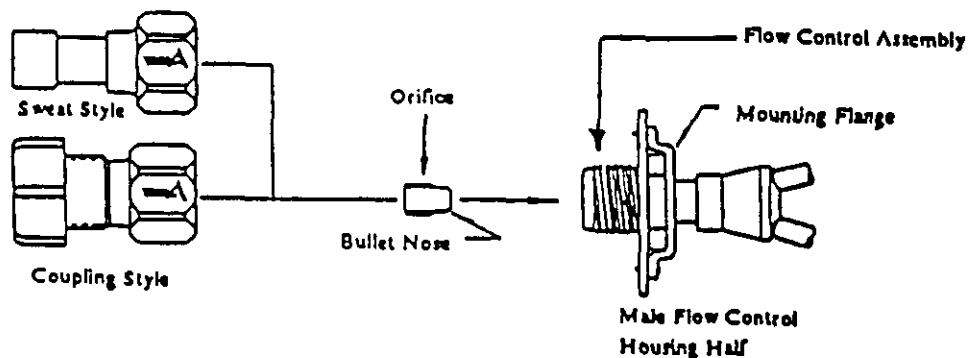 Flow Control Assembly
Sweat Style
Orifice
Mounting Flange
Bullet Nose
Coupling Style
Male Flow Control
Housing Half